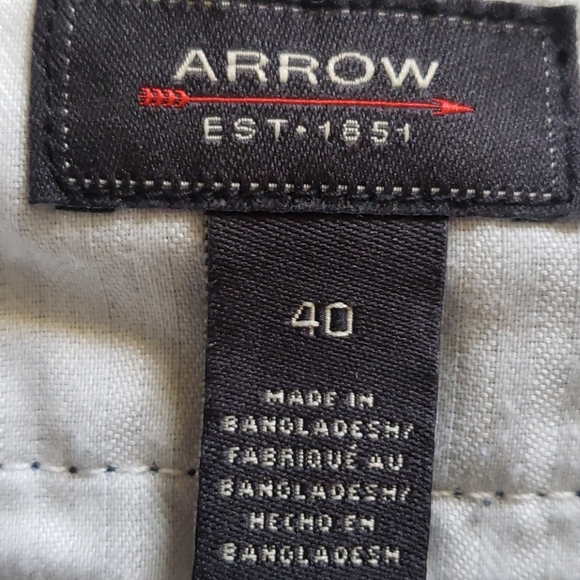 ARROW
EST•1851
40
MADE IN
BANGLADESH/
FABRIQUÉ AU
BANGLADESH/
HECHO EN
BANGLADESH